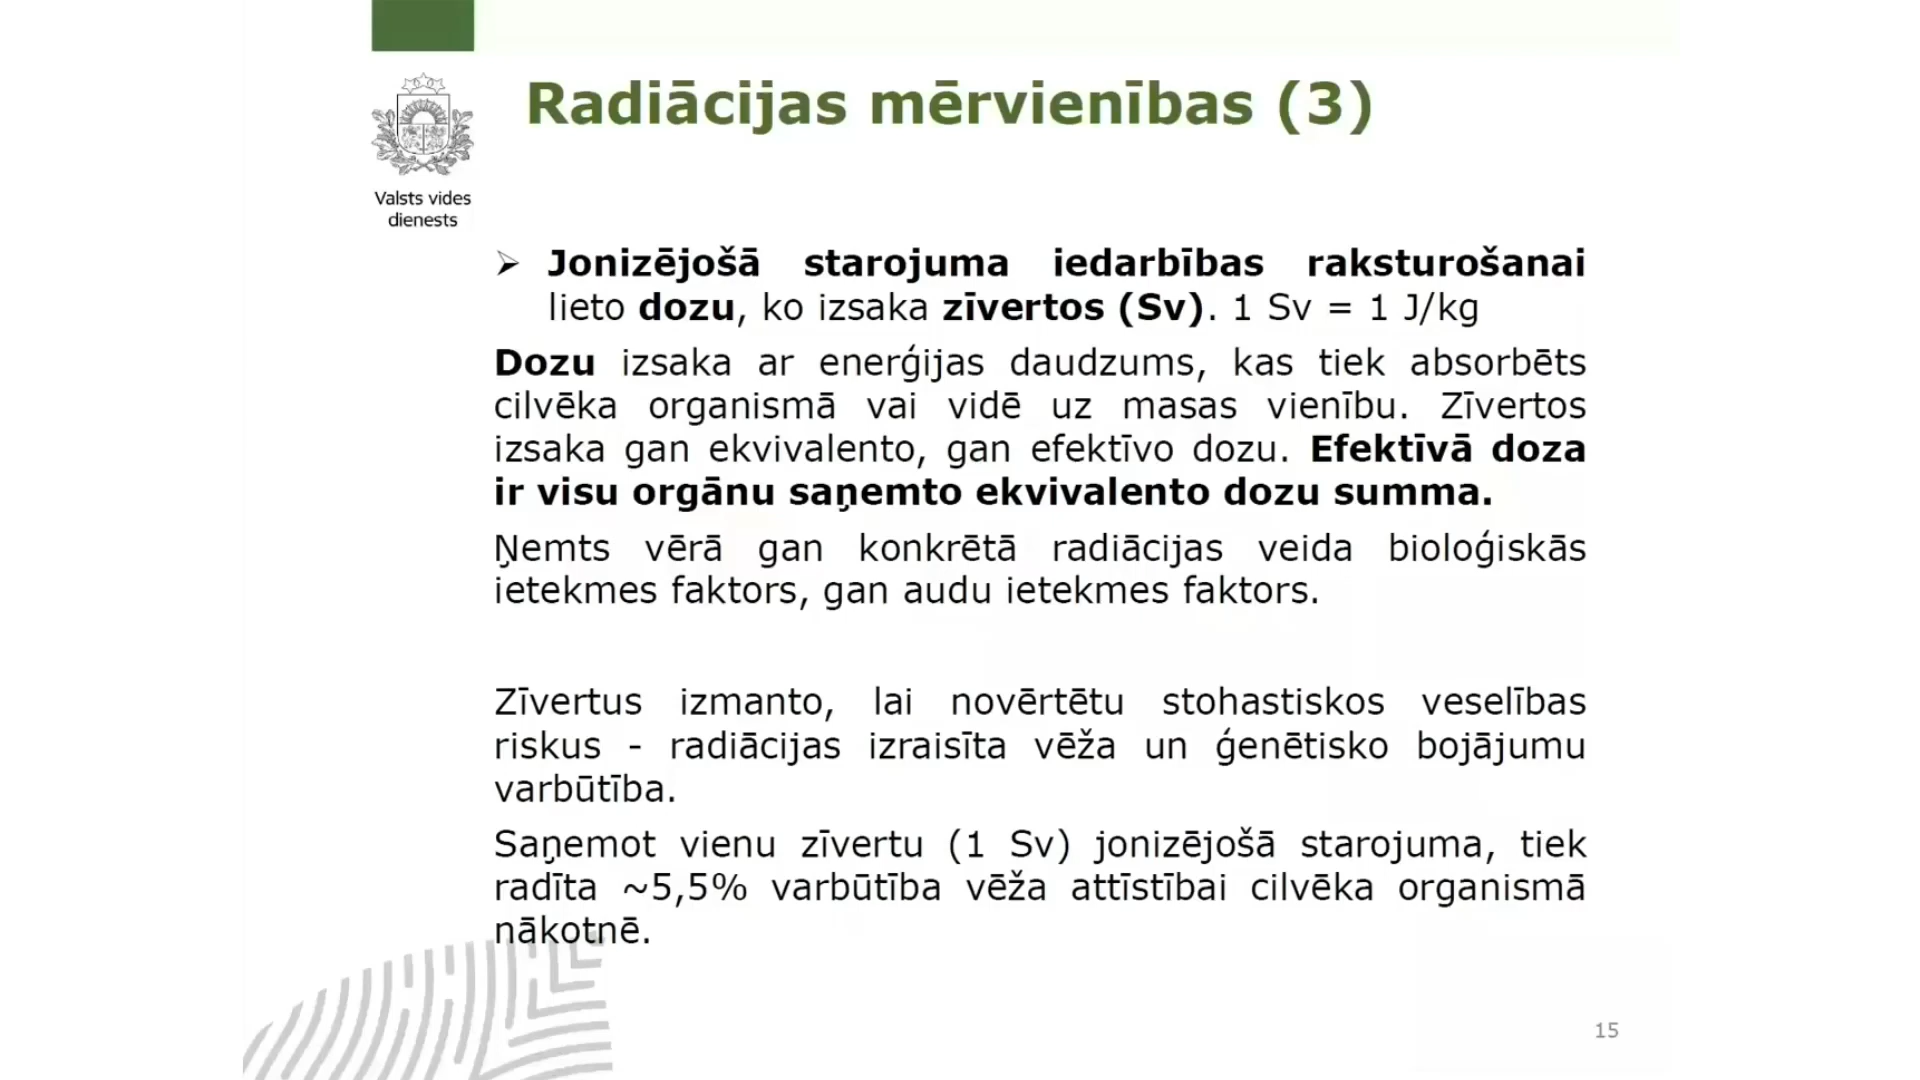 Radiācijas mērvienības (3)
Valsts vides
dienests
➢ Jonizējošā starojuma iedarbības raksturošanai
lieto dozu, ko izsaka zīvertos (Sv). 1 Sv = 1 J/kg
Dozu izsaka ar enerģijas daudzums, kas tiek absorbēts
cilvēka organismā vai vidē uz masas vienību. Zīvertos
izsaka gan ekvivalento, gan efektīvo dozu. Efektīvā doza
ir visu orgānu saņemto ekvivalento dozu summa.
Ņemts vērā gan konkrētā radiācijas veida bioloģiskās
ietekmes faktors, gan audu ietekmes faktors.
Zīvertus izmanto, lai novērtētu stohastiskos veselības
riskus - radiācijas izraisīta vēža un ģenētisko bojājumu
varbūtība.
Saņemot vienu zīvertu (1 Sv) jonizējošā starojuma, tiek
radīta ~5,5% varbūtība vēža attīstībai cilvēka organismā
nākotnē.
15